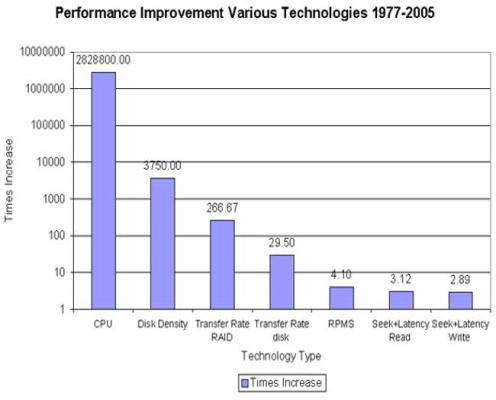 Performance Improvement Various Technologies 1977-2005
10000000
1000000
100000
10000
1000
100
10
1
Times Increase
2828800.00
3750.00
266.67
29.50
4.10
3.12
2.89
CPU
Disk Density
Transfer Rate
RAID
Transfer Rate
disk
RPMS
Seek+Latency
Read
Seek+Latency
Write
Technology Type
Times Increase